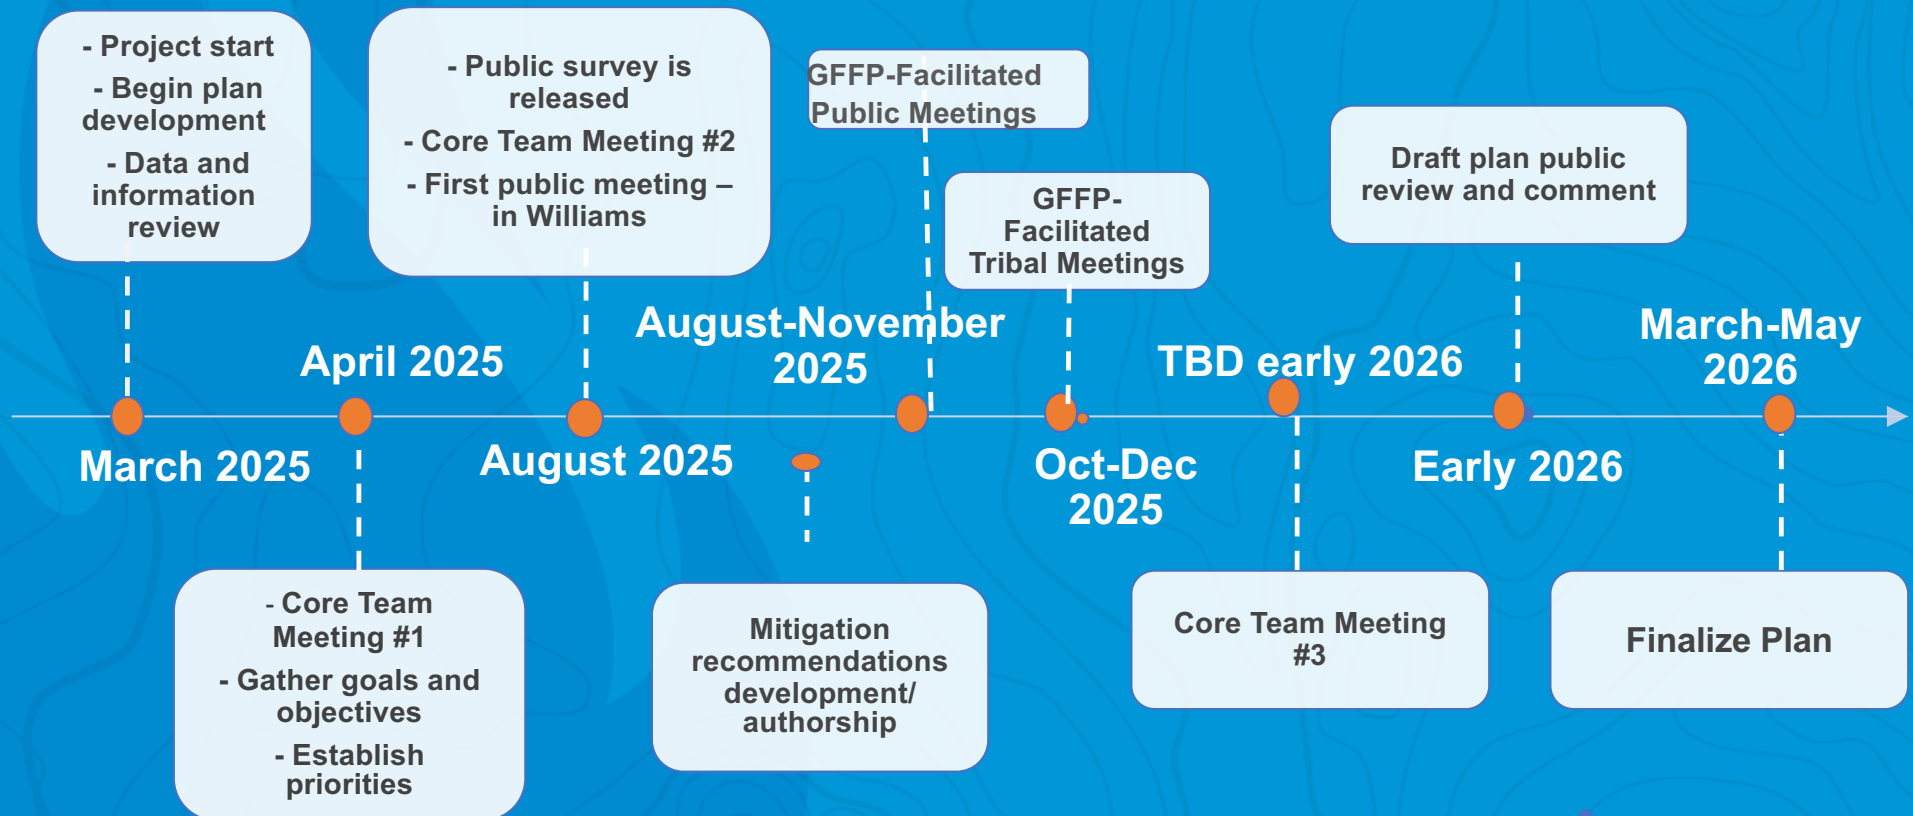 - Project start
- Begin plan
development
- Data and
information
review
- Public survey is
released
- Core Team Meeting #2
- First public meeting –
in Williams
GFFP-Facilitated
Public Meetings
GFFP-
Facilitated
Tribal Meetings
Draft plan public
review and comment
April 2025
August-November
2025
TBD early 2026
March-May
2026
March 2025
August 2025
Oct-Dec
2025
Early 2026
- Core Team
Meeting #1
- Gather goals and
objectives
- Establish
priorities
Mitigation
recommendations
development/
authorship
Core Team Meeting
#3
Finalize Plan